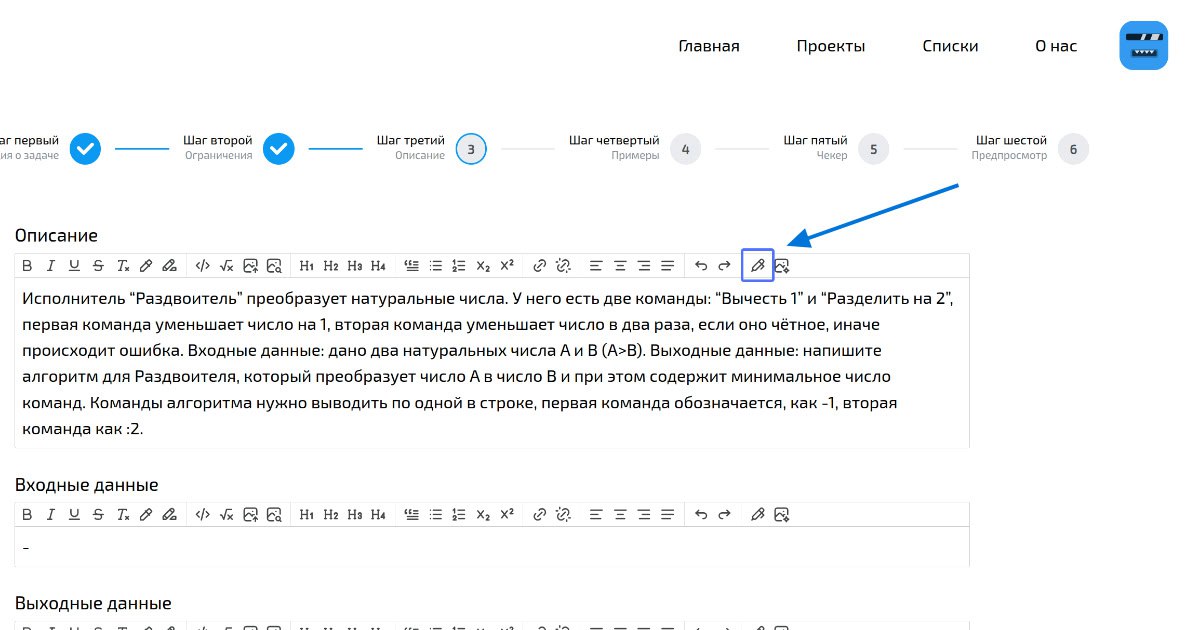 Главная Проекты Списки О нас
аг первый Шаг второй Шаг третий Шаг четвертый Шаг пятый Шаг шестой
ия о задаче Ограничения Описание 3 Примеры 4 Чекер 5 Предпросмотр 6
Описание
B I U S Tx </> √x H1 H2 H3 H4 X2 X²
Исполнитель “Раздвоитель” преобразует натуральные числа. У него есть две команды: “Вычесть 1” и “Разделить на 2”,
первая команда уменьшает число на 1, вторая команда уменьшает число в два раза, если оно чётное, иначе
происходит ошибка. Входные данные: дано два натуральных числа A и B (A>B). Выходные данные: напишите
алгоритм для Раздвоителя, который преобразует число A в число B и при этом содержит минимальное число
команд. Команды алгоритма нужно выводить по одной в строке, первая команда обозначается, как -1, вторая
команда как :2.
Входные данные
B I U S Tx </> √x H1 H2 H3 H4 X2 X²
-
Выходные данные